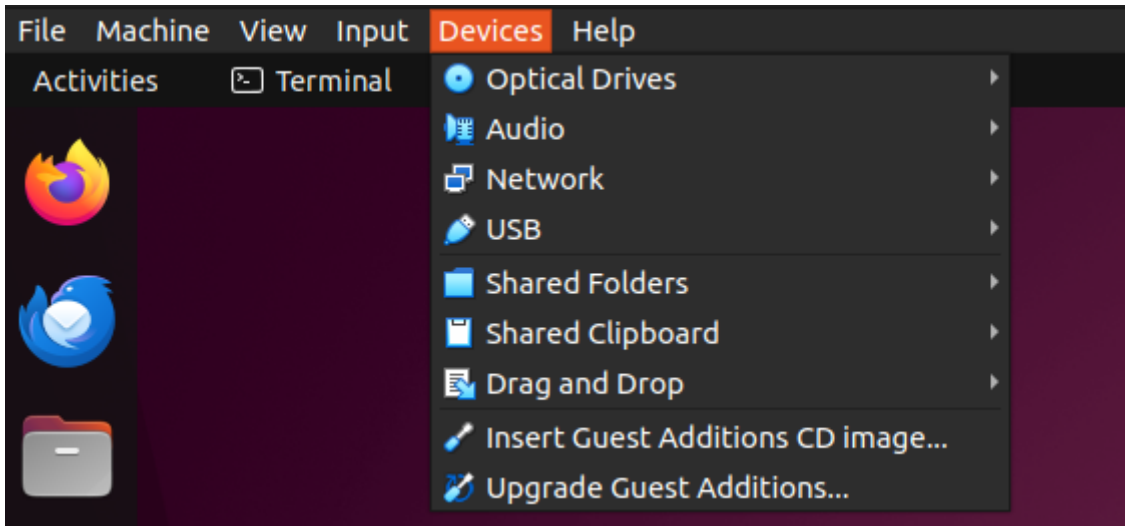 File Machine View Input Devices Help
Activities Terminal
Optical Drives
Audio
Network
USB
Shared Folders
Shared Clipboard
Drag and Drop
Insert Guest Additions CD image...
Upgrade Guest Additions...